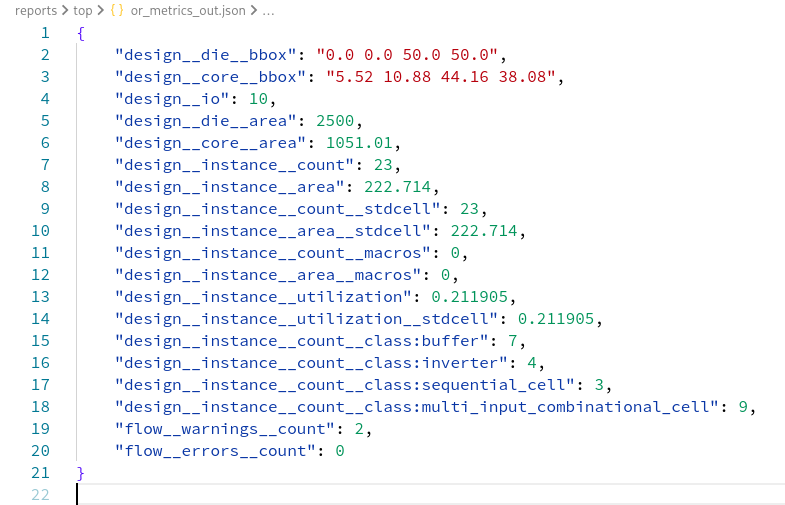 reports > top > {} or_metrics_out.json > ...
1 {
2     "design__die__bbox": "0.0 0.0 50.0 50.0",
3     "design__core__bbox": "5.52 10.88 44.16 38.08",
4     "design__io": 10,
5     "design__die__area": 2500,
6     "design__core__area": 1051.01,
7     "design__instance__count": 23,
8     "design__instance__area": 222.714,
9     "design__instance__count__stdcell": 23,
10     "design__instance__area__stdcell": 222.714,
11     "design__instance__count__macros": 0,
12     "design__instance__area__macros": 0,
13     "design__instance__utilization": 0.211905,
14     "design__instance__utilization__stdcell": 0.211905,
15     "design__instance__count__class:buffer": 7,
16     "design__instance__count__class:inverter": 4,
17     "design__instance__count__class:sequential_cell": 3,
18     "design__instance__count__class:multi_input_combinational_cell": 9,
19     "flow__warnings__count": 2,
20     "flow__errors__count": 0
21 }
22